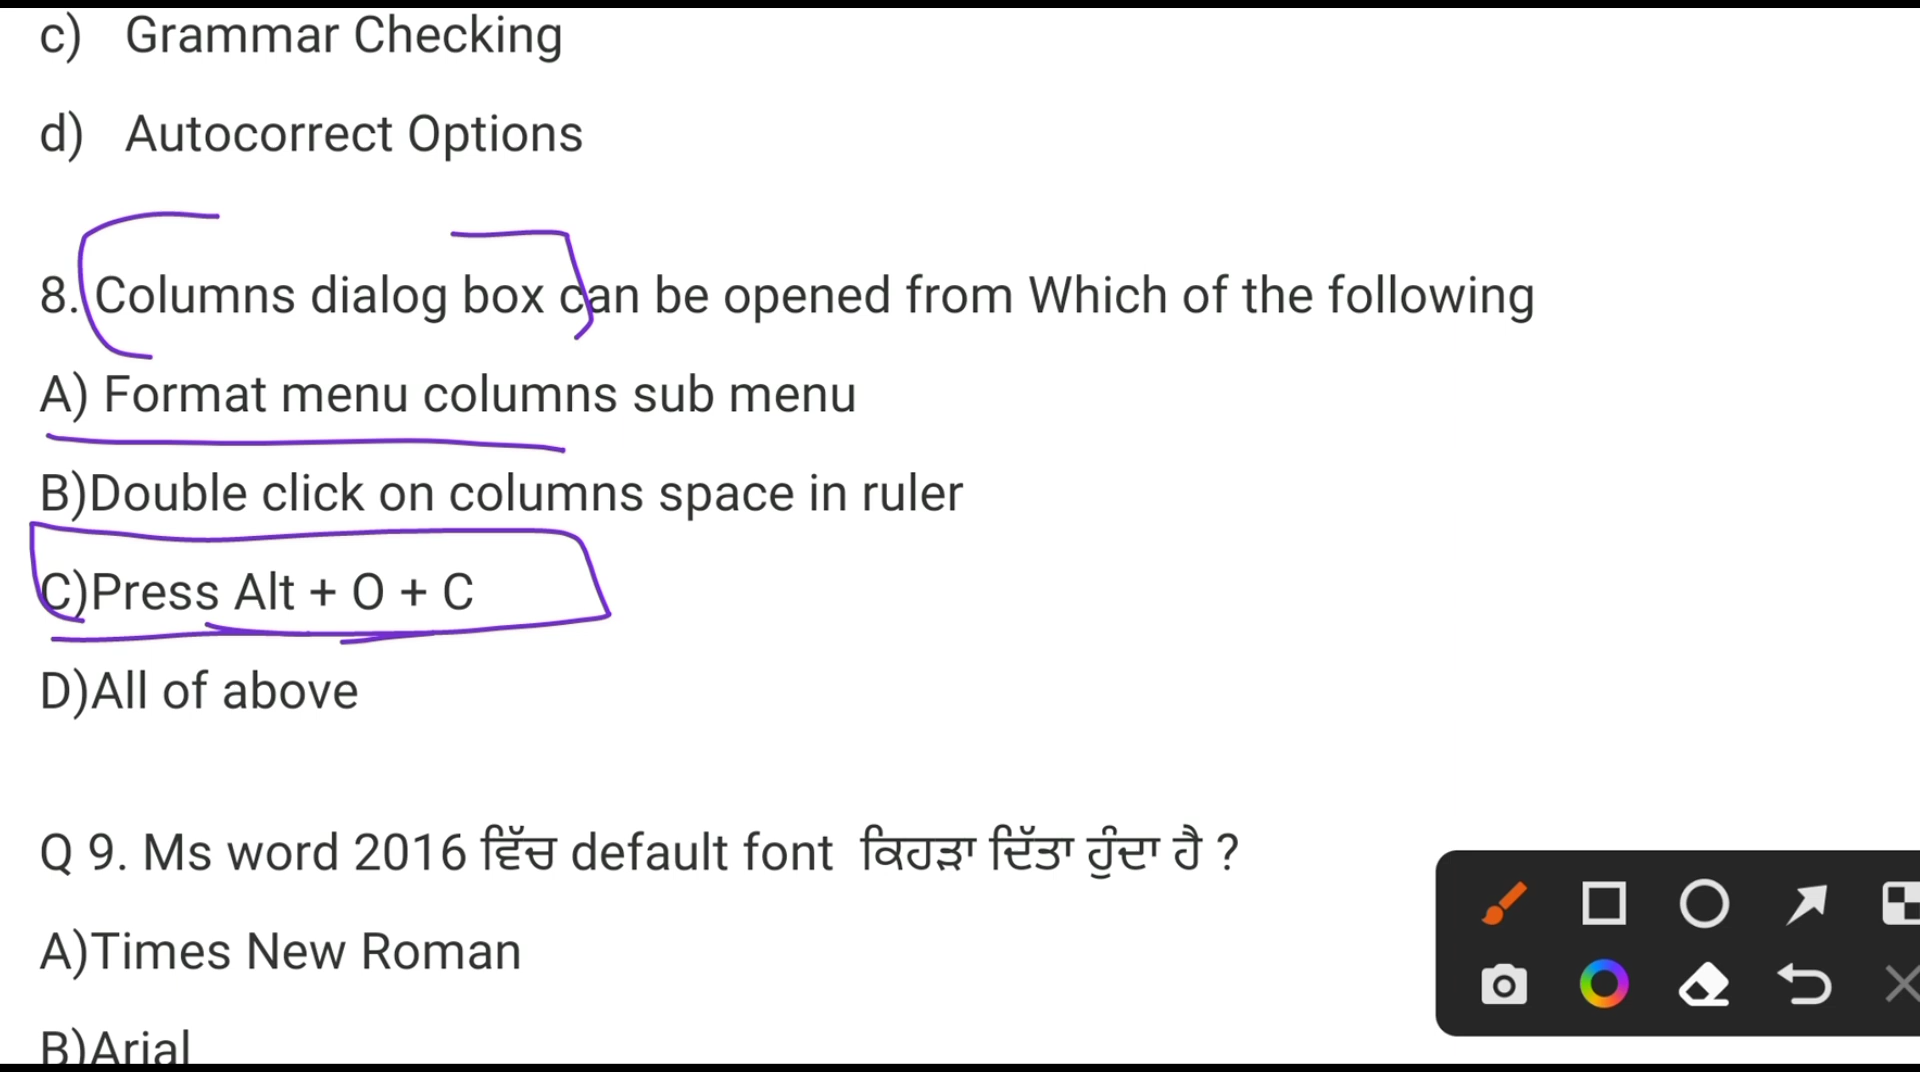 c) Grammar Checking
d) Autocorrect Options
8. Columns dialog box can be opened from Which of the following
A) Format menu columns sub menu
B)Double click on columns space in ruler
C)Press Alt + O + C
D)All of above
Q 9. Ms word 2016 ਵਿੱਚ default font ਕਿਹੜਾ ਦਿੱਤਾ ਹੁੰਦਾ ਹੈ ?
A)Times New Roman
B)Arial